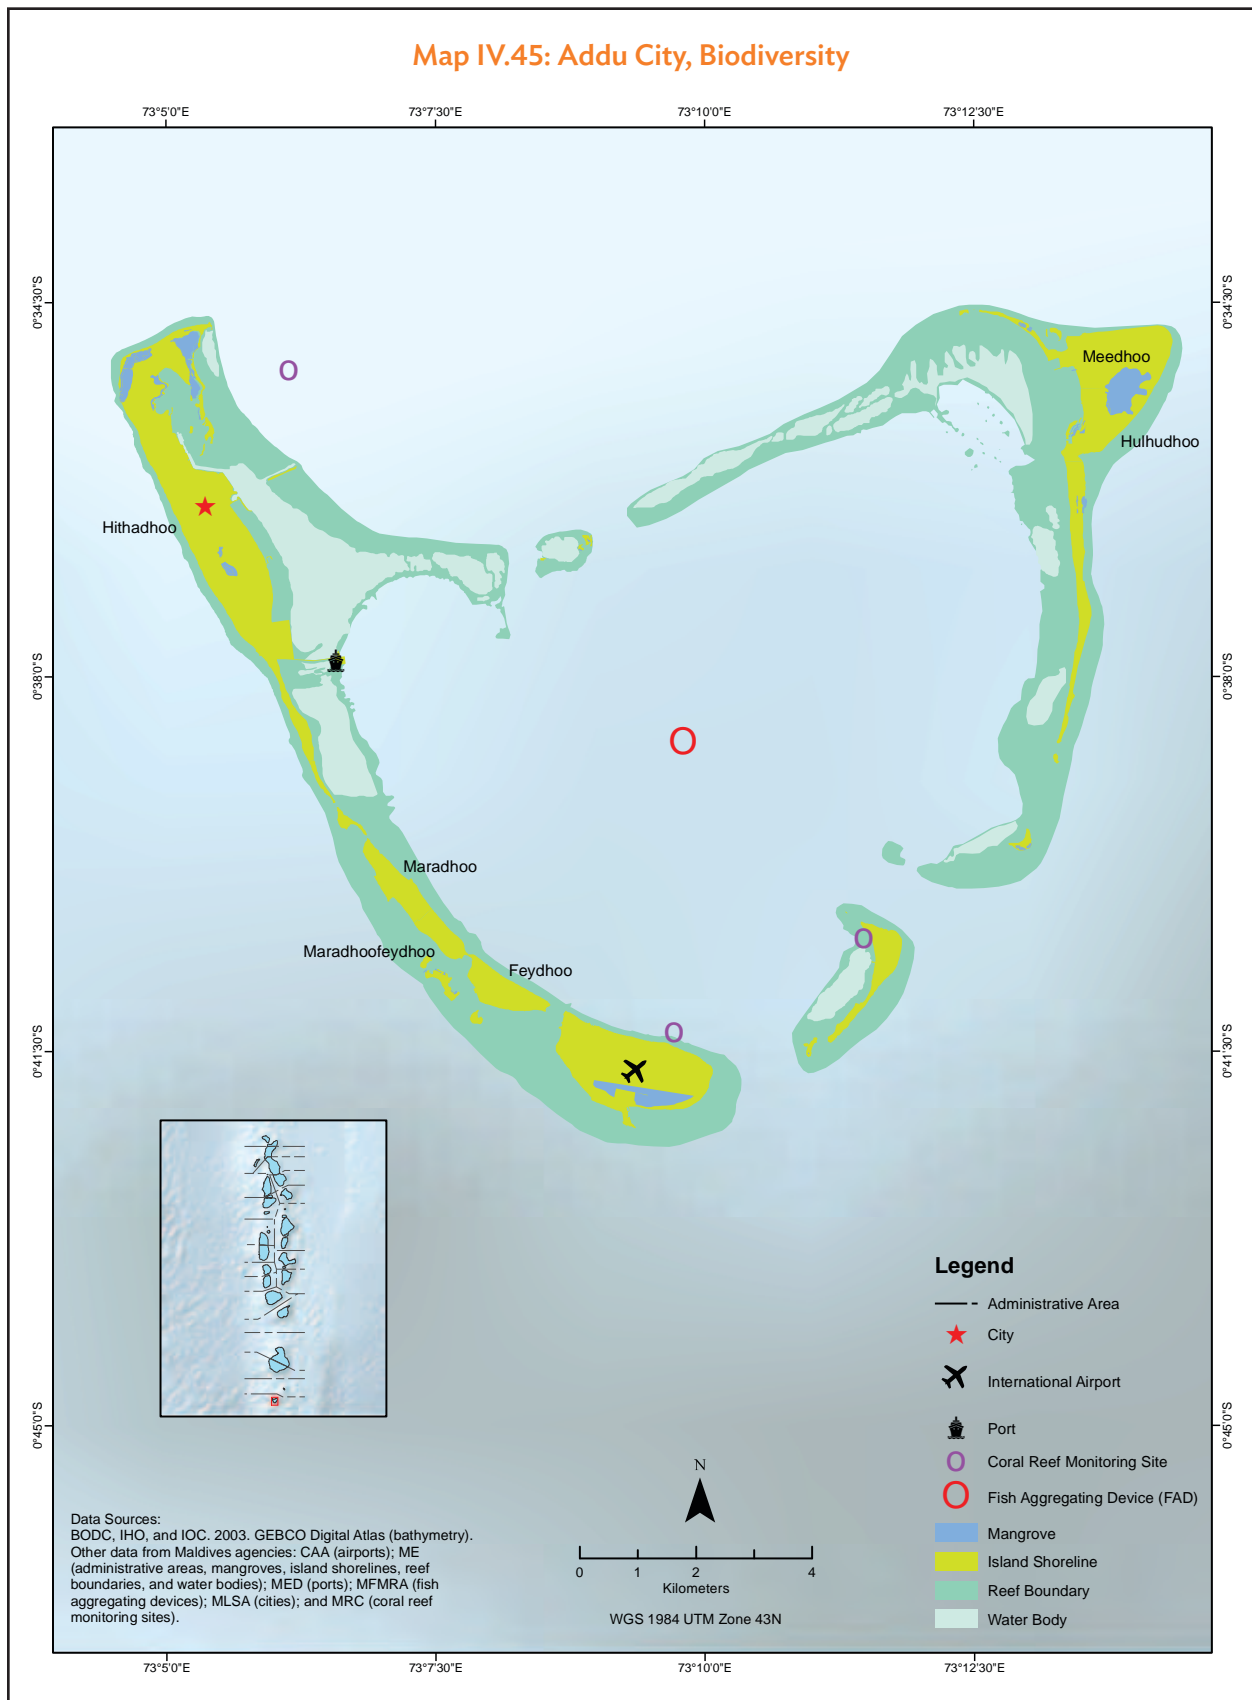 Map IV.45: Addu City, Biodiversity
73°5'0"E
73°7'30"E
73°10'0"E
73°12'30"E
0°34'30"S
0°34'30"S
Meedhoo
Hulhudhoo
Hithadhoo
0°38'0"S
0°38'0"S
Maradhoo
Maradhoofeydhoo
Feydhoo
0°41'30"S
0°41'30"S
Legend
Administrative Area
City
International Airport
Port
Coral Reef Monitoring Site
Fish Aggregating Device (FAD)
Mangrove
Island Shoreline
Reef Boundary
Water Body
0°45'0"S
0°45'0"S
N
0 1 2 4
Kilometers
WGS 1984 UTM Zone 43N
Data Sources:
BODC, IHO, and IOC. 2003. GEBCO Digital Atlas (bathymetry).
Other data from Maldives agencies: CAA (airports); ME
(administrative areas, mangroves, island shorelines, reef
boundaries, and water bodies); MED (ports); MFMRA (fish
aggregating devices); MLSA (cities); and MRC (coral reef
monitoring sites).
73°5'0"E
73°7'30"E
73°10'0"E
73°12'30"E